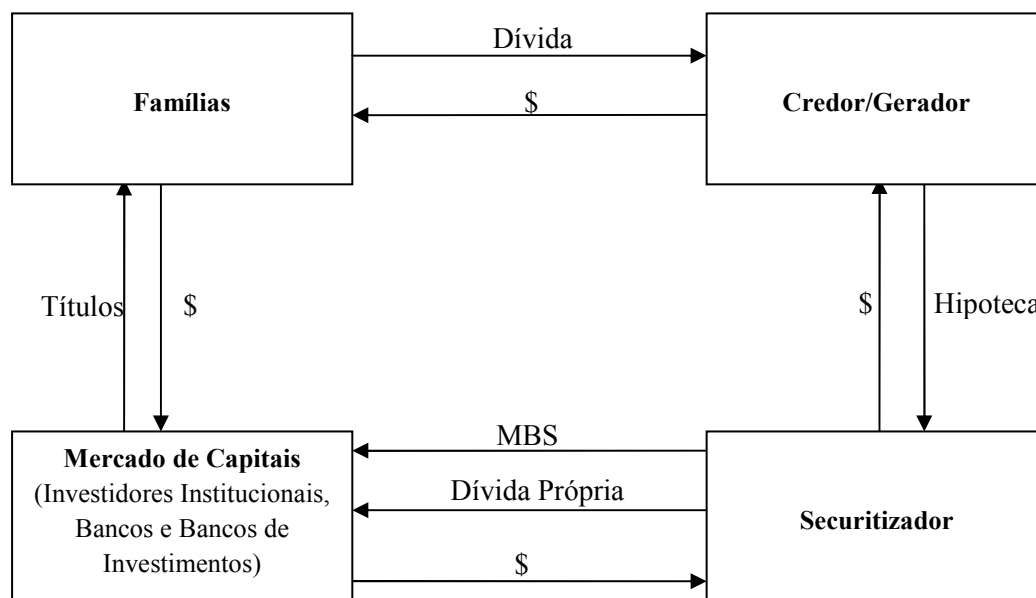 Dívida
Famílias
Credor/Gerador
$
Títulos
$
$
Hipoteca
MBS
Mercado de Capitais
(Investidores Institucionais,
Bancos e Bancos de
Investimentos)
Dívida Própria
Securitizador
$